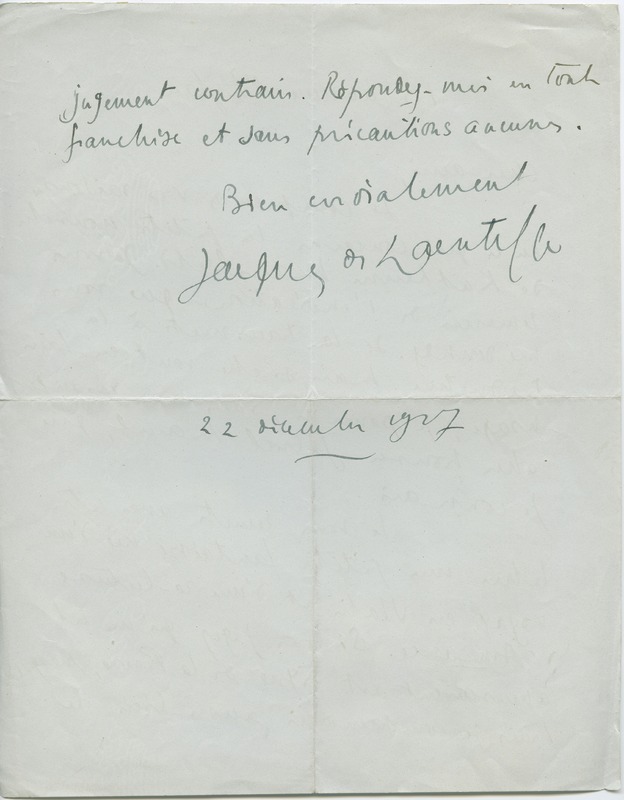 jugement contraire. Répondez-moi en toute
franchise et sans précautions aucunes.
Bien cordialement
Jacques de Lacretelle
22 décembre 1927